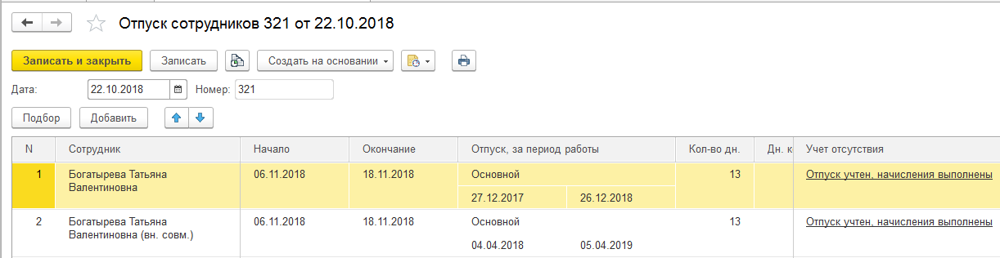 Отпуск сотрудников 321 от 22.10.2018
Записать и закрыть Записать Создать на основании
Дата: 22.10.2018 Номер: 321
Подбор Добавить
N Сотрудник Начало Окончание Отпуск, за период работы Кол-во дн. Дн. к Учет отсутствия
1 Богатырева Татьяна 06.11.2018 18.11.2018 Основной 13 Отпуск учтен, начисления выполнены
Валентиновна
27.12.2017 26.12.2018
2 Богатырева Татьяна 06.11.2018 18.11.2018 Основной 13 Отпуск учтен, начисления выполнены
Валентиновна (вн. совм.)
04.04.2018 05.04.2019